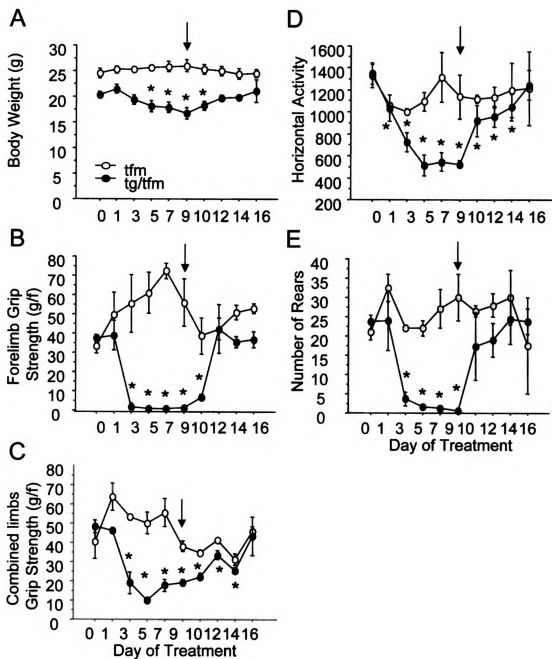 A
Body Weight (g)
30
25
20
15
10
5
0
tfm
tg/tfm
* * * *
0 1 3 5 7 9 10 12 14 16
B
Forelimb Grip
Strength (g/f)
80
70
60
50
40
30
20
10
0
* * * * *
0 1 3 5 7 9 10 12 14 16
C
Combined limbs
Grip Strength (g/f)
80
70
60
50
40
30
20
10
0
* * * * * * *
0 1 3 5 7 9 10 12 14 16
Day of Treatment
D
Horizontal Activity
1600
1400
1200
1000
800
600
400
200
* * * * * * * *
0 1 3 5 7 9 10 12 14 16
E
Number of Rears
40
35
30
25
20
15
10
5
0
* * * *
0 1 3 5 7 9 10 12 14 16
Day of Treatment